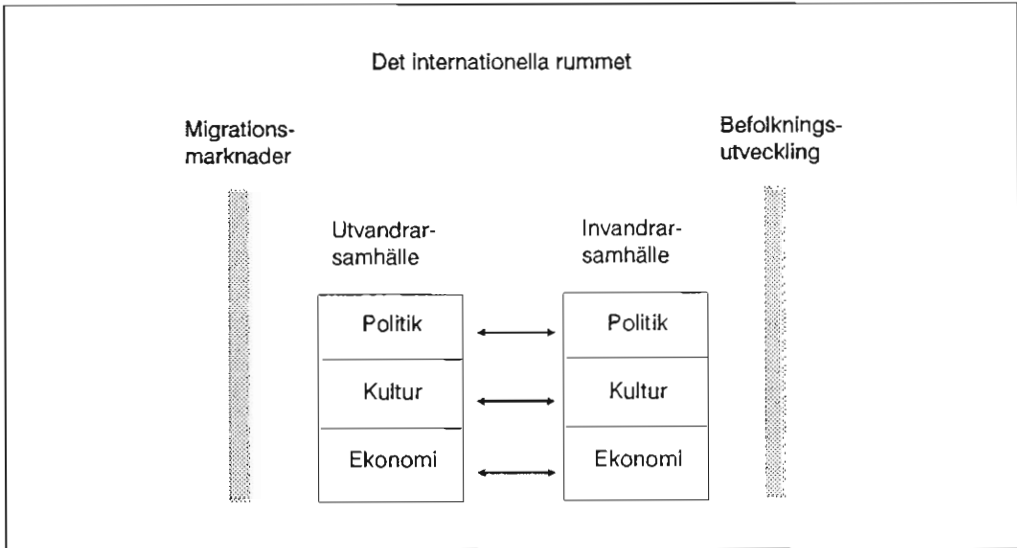 Det internationella rummet
Migrations-
marknader
Befolknings-
utveckling
Utvandrar-
samhälle
Invandrar-
samhälle
Politik
Politik
Kultur
Kultur
Ekonomi
Ekonomi